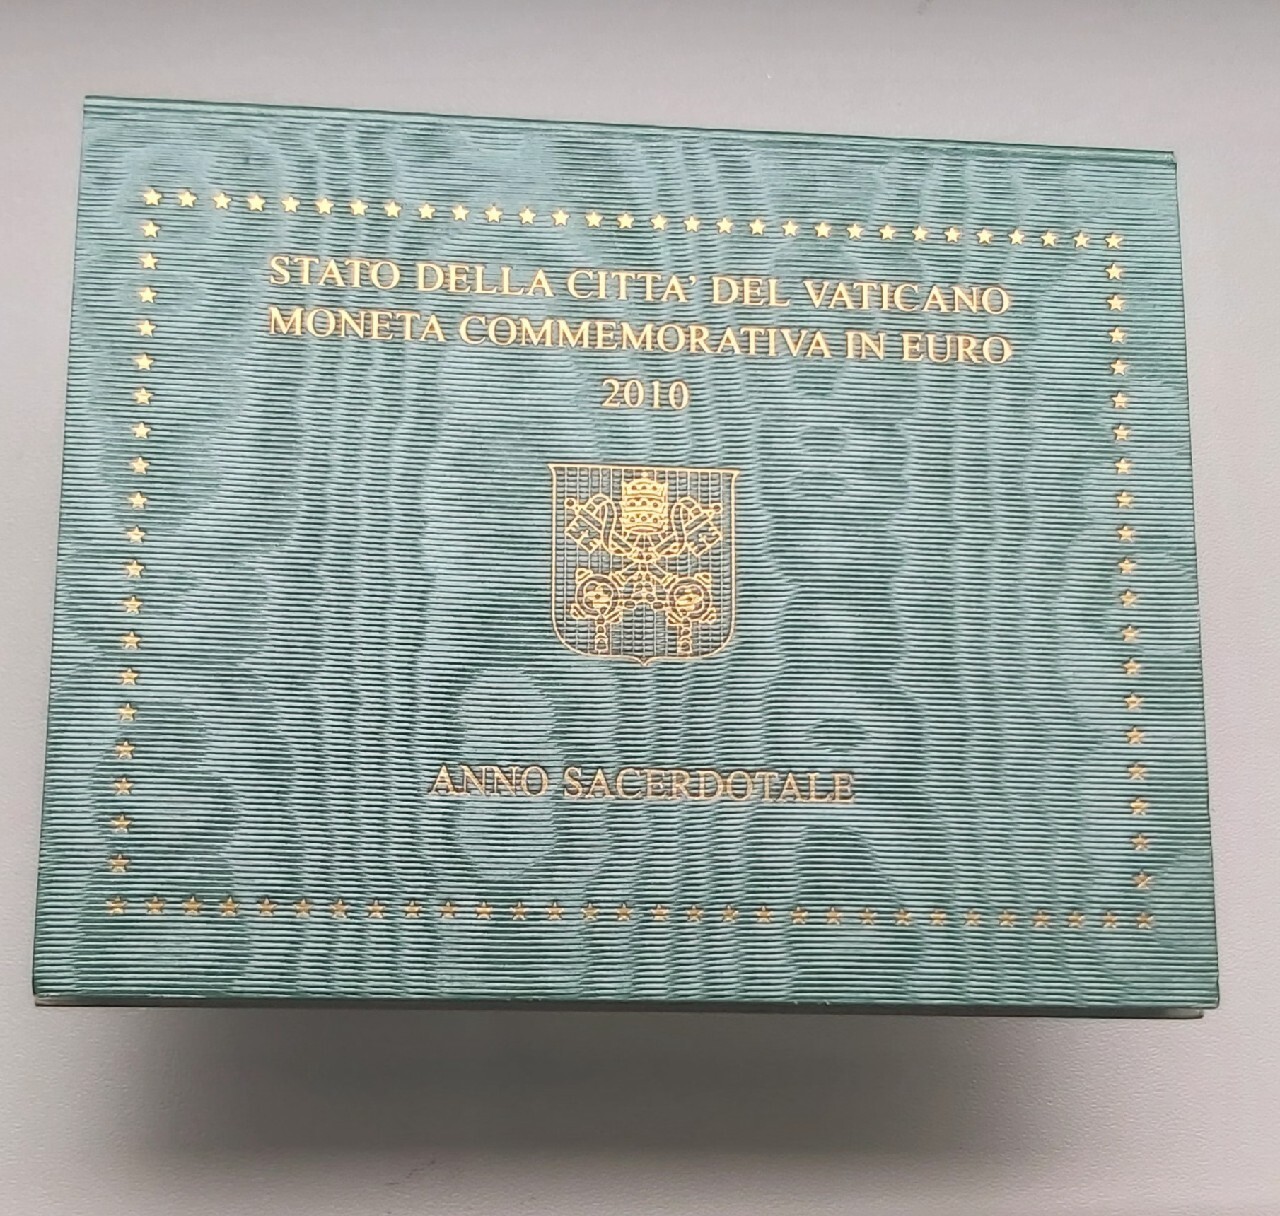 STATO DELLA CITTA' DEL VATICANO
MONETA COMMEMORATIVA IN EURO
2010
ANNO SACERDOTALE